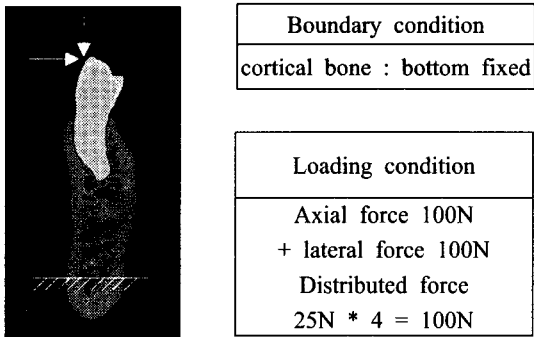 Boundary condition
cortical bone : bottom fixed
Loading condition
Axial force 100N
+ lateral force 100N
Distributed force
25N * 4 = 100N